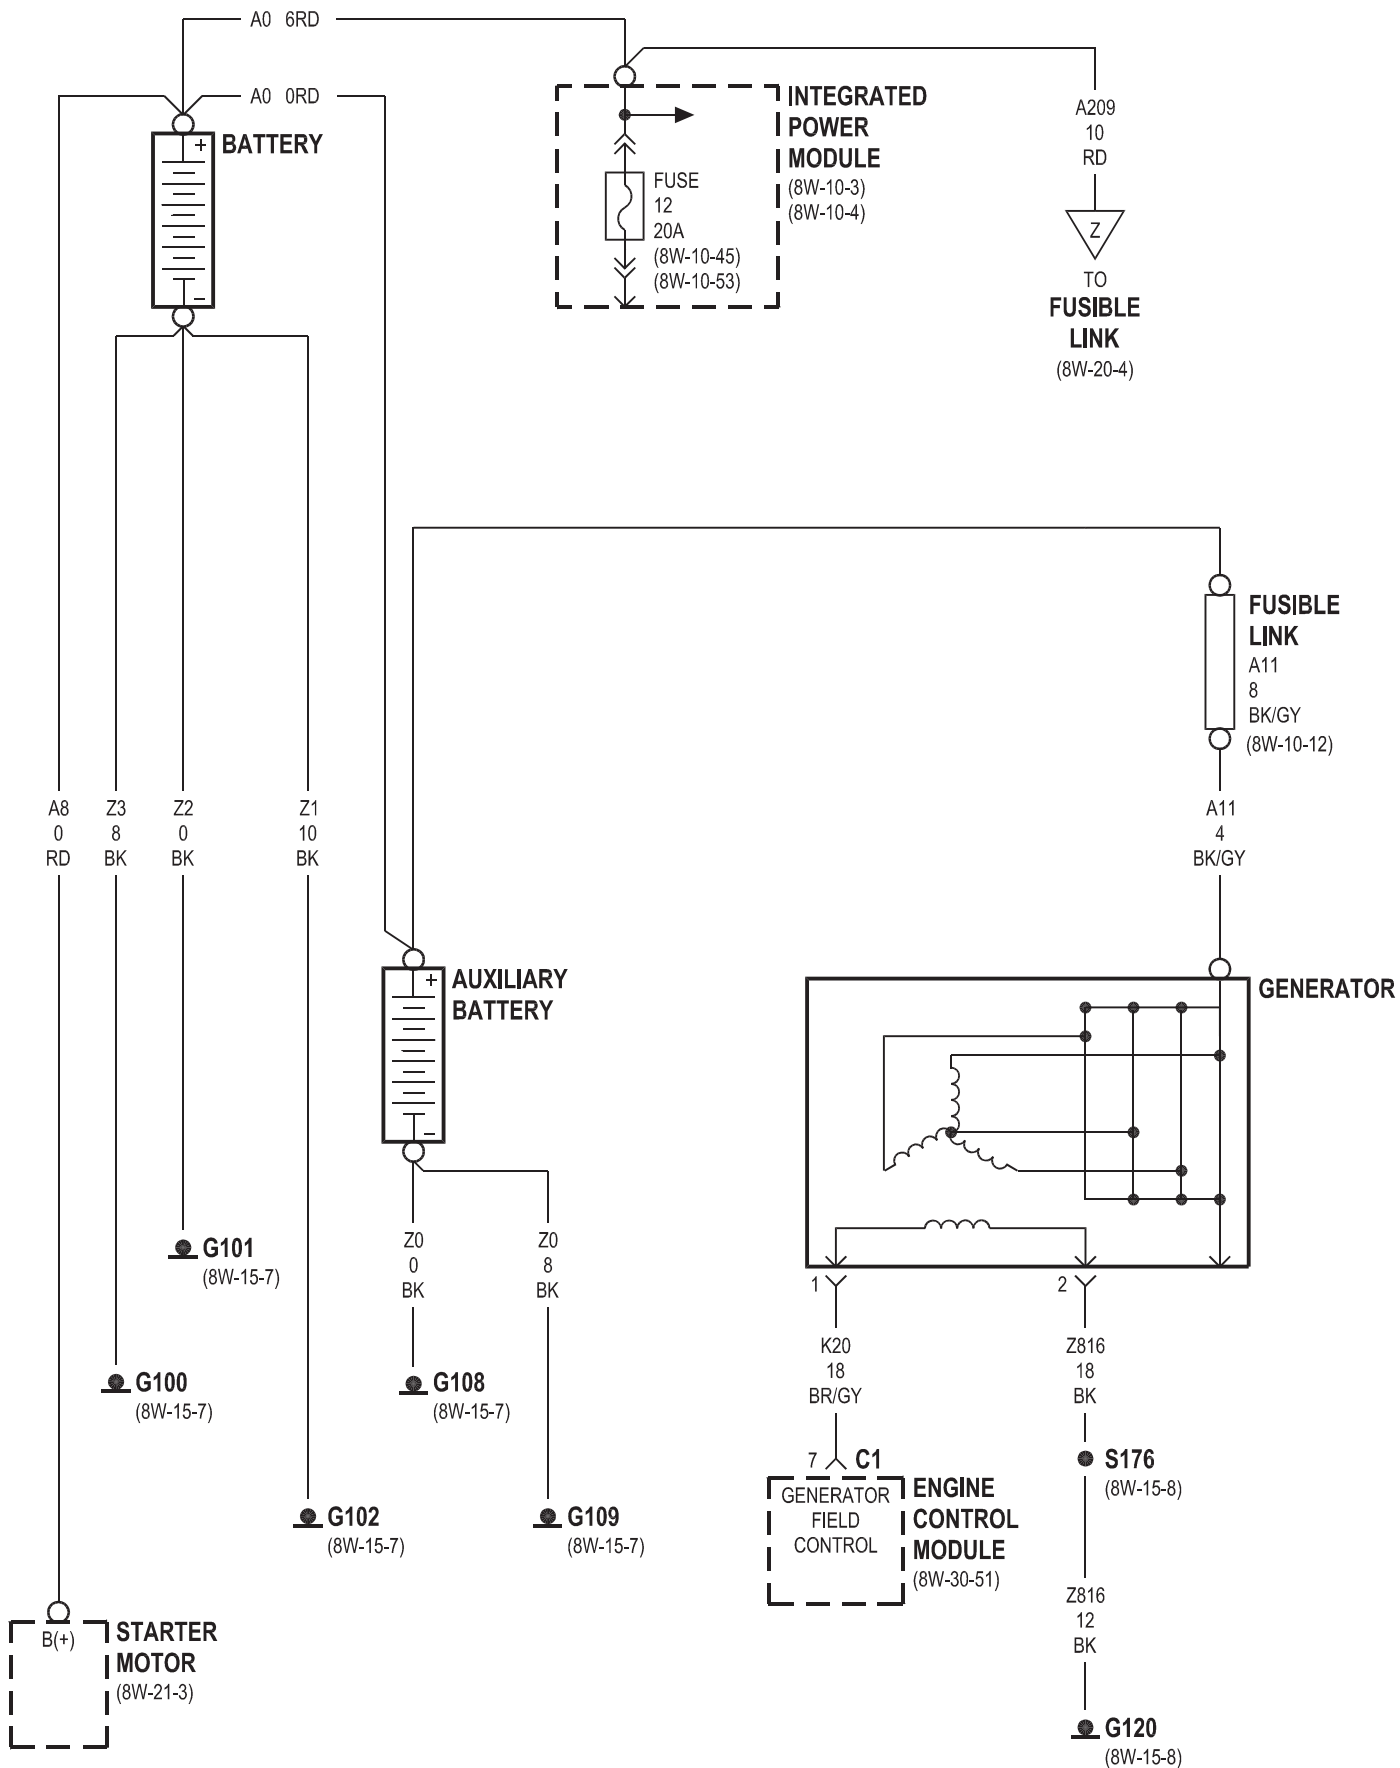 A0 6RD
A0 0RD
BATTERY
+
–
INTEGRATED
POWER
MODULE
(8W-10-3)
(8W-10-4)
FUSE
12
20A
(8W-10-45)
(8W-10-53)
A209
10
RD
Z
TO
FUSIBLE
LINK
(8W-20-4)
FUSIBLE
LINK
A11
8
BK/GY
(8W-10-12)
A8
0
RD
Z3
8
BK
Z2
0
BK
Z1
10
BK
A11
4
BK/GY
AUXILIARY
BATTERY
+
–
GENERATOR
G101
(8W-15-7)
Z0
0
BK
Z0
8
BK
1
2
K20
18
BR/GY
Z816
18
BK
G100
(8W-15-7)
G108
(8W-15-7)
7
C1
S176
(8W-15-8)
G102
(8W-15-7)
G109
(8W-15-7)
GENERATOR
FIELD
CONTROL
ENGINE
CONTROL
MODULE
(8W-30-51)
Z816
12
BK
B(+)
STARTER
MOTOR
(8W-21-3)
G120
(8W-15-8)